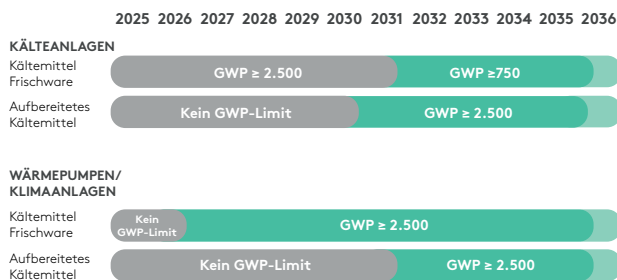 2025 2026 2027 2028 2029 2030 2031 2032 2033 2034 2035 2036
KÄLTEANLAGEN
Kältemittel
Frischware
GWP ≥ 2.500
GWP ≥750
Aufbereitetes
Kältemittel
Kein GWP-Limit
GWP ≥ 2.500
WÄRMEPUMPEN/
KLIMAANLAGEN
Kältemittel
Frischware
Kein
GWP-Limit
GWP ≥ 2.500
Aufbereitetes
Kältemittel
Kein GWP-Limit
GWP ≥ 2.500